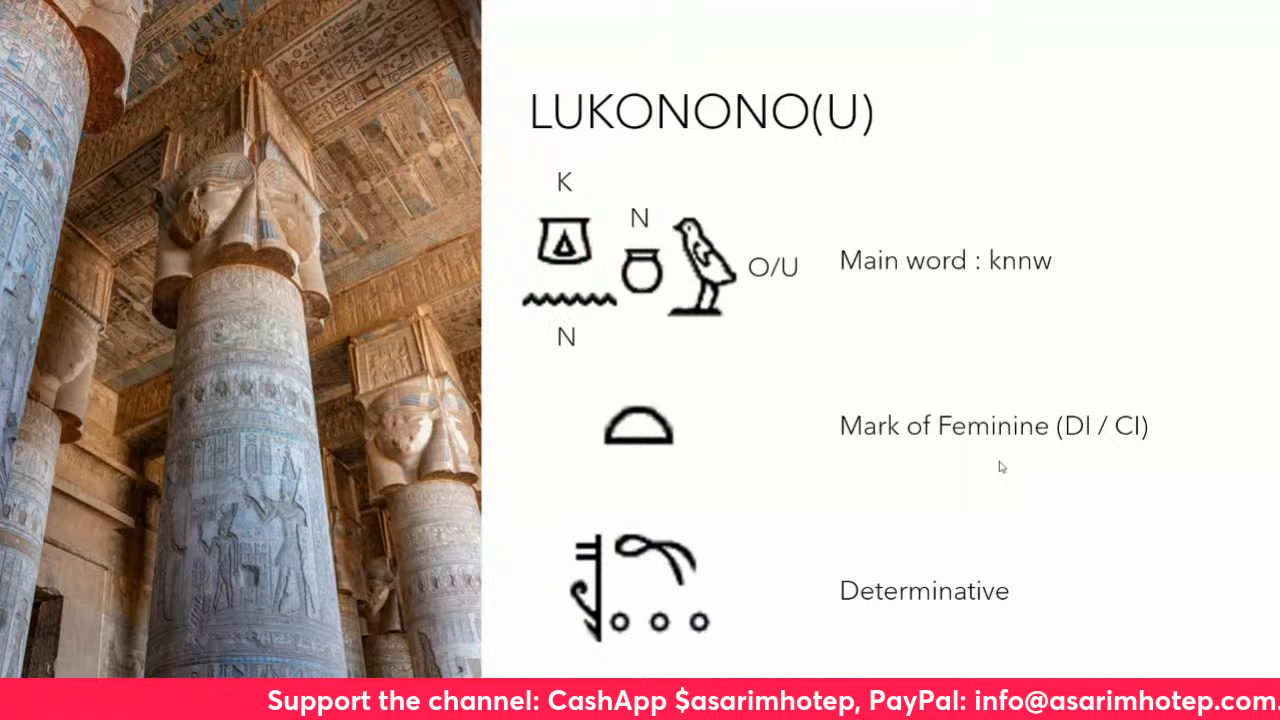 LUKONONO(U)
K
N
O/U
Main word : knnw
N
Mark of Feminine (DI / CI)
Determinative
Support the channel: CashApp $asarimhotep, PayPal: info@asarimhotep.com.